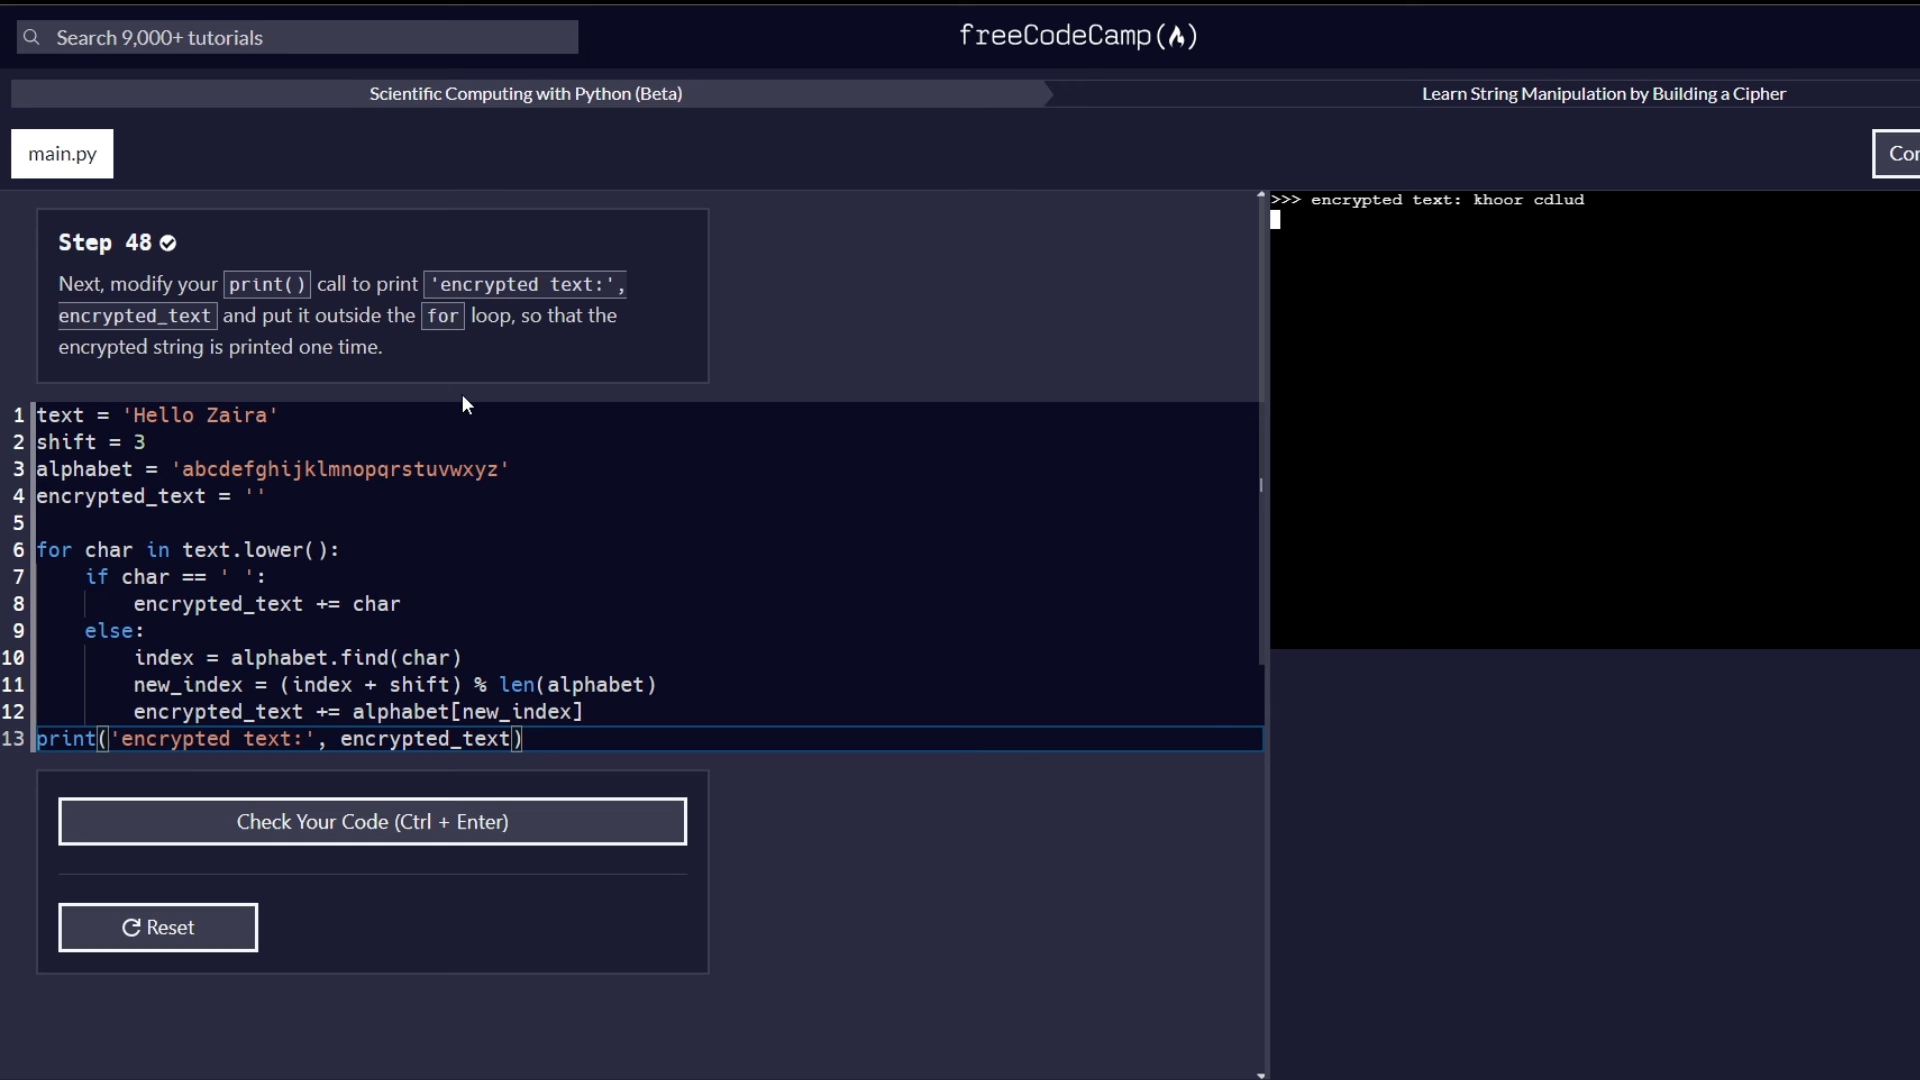 Search 9,000+ tutorials
freeCodeCamp
Scientific Computing with Python (Beta)
Learn String Manipulation by Building a Cipher
main.py
Step 48
Next, modify your print() call to print 'encrypted text:',
encrypted_text and put it outside the for loop, so that the
encrypted string is printed one time.
1 text = 'Hello Zaira'
2 shift = 3
3 alphabet = 'abcdefghijklmnopqrstuvwxyz'
4 encrypted_text = ''
5
6 for char in text.lower():
7     if char == ' ':
8         encrypted_text += char
9     else:
10         index = alphabet.find(char)
11         new_index = (index + shift) % len(alphabet)
12         encrypted_text += alphabet[new_index]
13 print('encrypted text:', encrypted_text)
Check Your Code (Ctrl + Enter)
Reset
>>> encrypted text: khoor cdlud